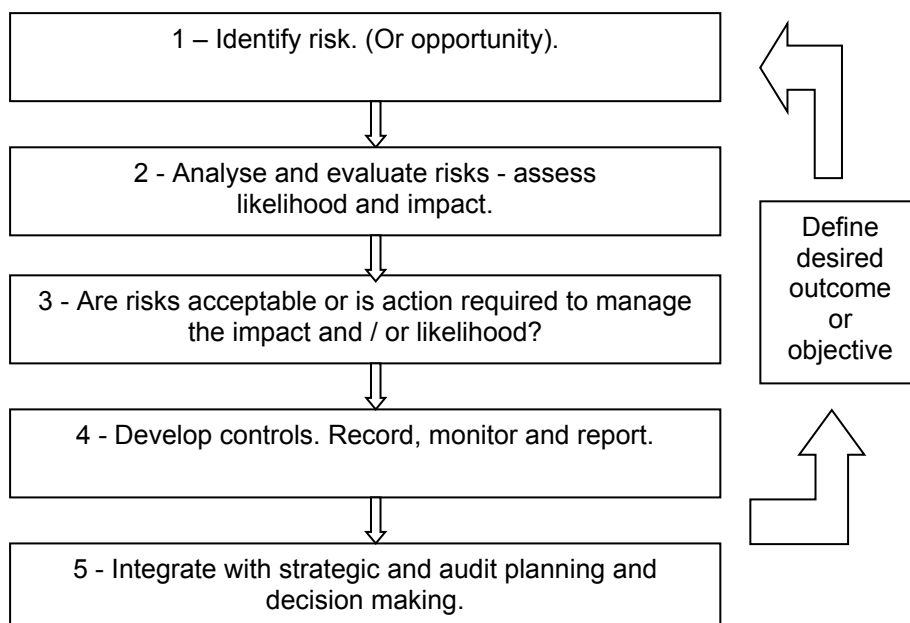 1 – Identify risk. (Or opportunity).
2 - Analyse and evaluate risks - assess
likelihood and impact.
3 - Are risks acceptable or is action required to manage
the impact and / or likelihood?
4 - Develop controls. Record, monitor and report.
5 - Integrate with strategic and audit planning and
decision making.
Define
desired
outcome
or
objective